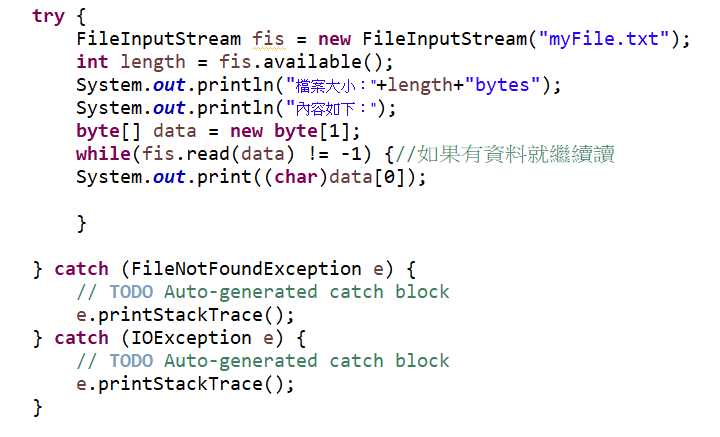 try {
FileInputStream fis = new FileInputStream("myFile.txt");
int length = fis.available();
System.out.println("檔案大小："+length+"bytes");
System.out.println("內容如下：");
byte[] data = new byte[1];
while(fis.read(data) != -1) {//如果有資料就繼續讀
System.out.print((char)data[0]);
}
} catch (FileNotFoundException e) {
// TODO Auto-generated catch block
e.printStackTrace();
} catch (IOException e) {
// TODO Auto-generated catch block
e.printStackTrace();
}